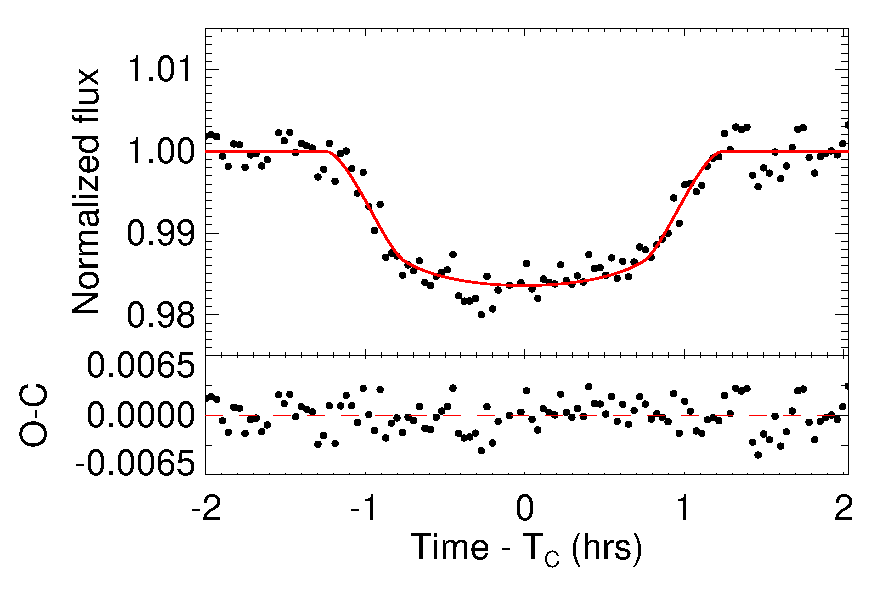 Normalized flux
1.01
1.00
0.99
0.98
O-C
0.0065
0.0000
-0.0065
-2 -1 0 1 2
Time - T_C (hrs)